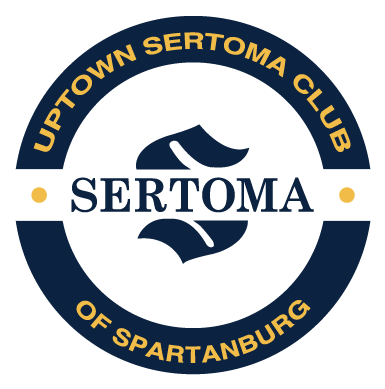 UPTOWN SERTOMA CLUB
SERTOMA
OF SPARTANBURG